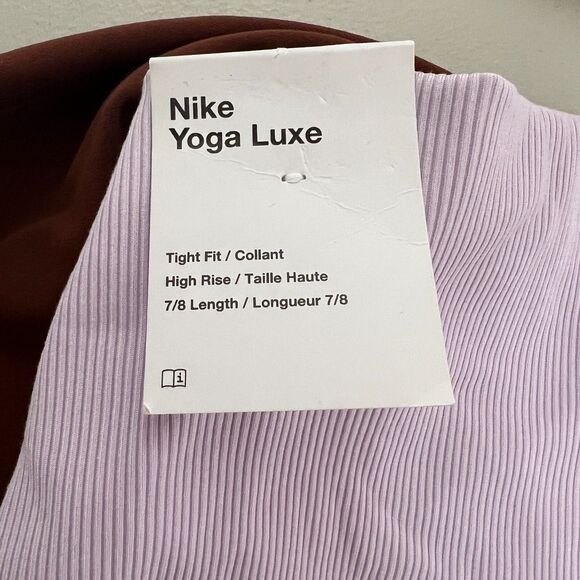 Nike
Yoga Luxe
Tight Fit / Collant
High Rise / Taille Haute
7/8 Length / Longueur 7/8
i